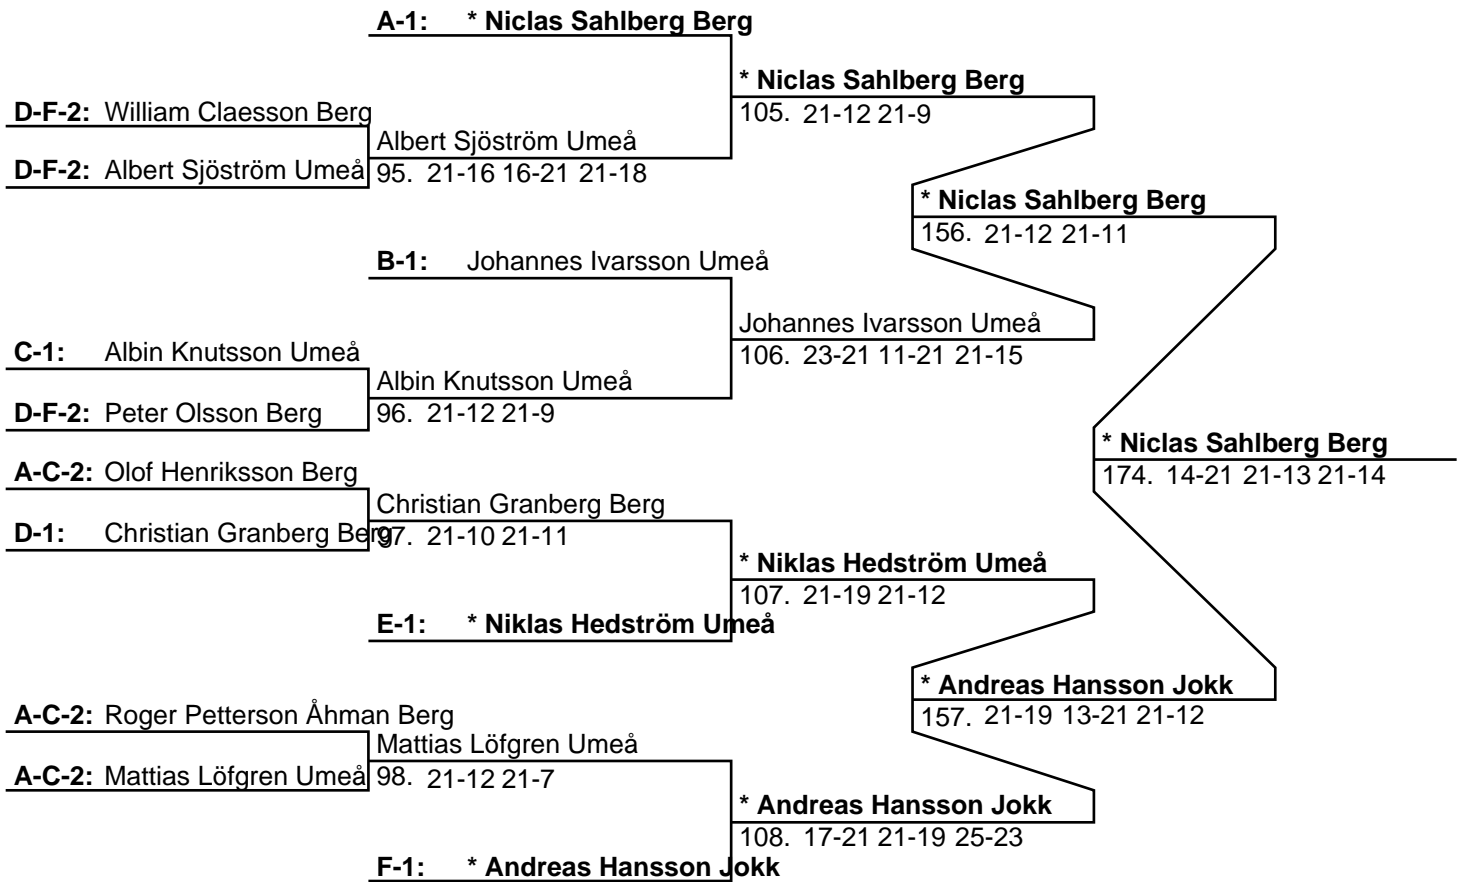 A-1: * Niclas Sahlberg Berg
* Niclas Sahlberg Berg
D-F-2: William Claesson Berg
105. 21-12 21-9
Albert Sjöström Umeå
D-F-2: Albert Sjöström Umeå
95. 21-16 16-21 21-18
* Niclas Sahlberg Berg
156. 21-12 21-11
B-1: Johannes Ivarsson Umeå
Johannes Ivarsson Umeå
C-1: Albin Knutsson Umeå
106. 23-21 11-21 21-15
Albin Knutsson Umeå
D-F-2: Peter Olsson Berg
96. 21-12 21-9
* Niclas Sahlberg Berg
A-C-2: Olof Henriksson Berg
174. 14-21 21-13 21-14
Christian Granberg Berg
D-1: Christian Granberg Berg
97. 21-10 21-11
* Niklas Hedström Umeå
107. 21-19 21-12
E-1: * Niklas Hedström Umeå
* Andreas Hansson Jokk
A-C-2: Roger Petterson Åhman Berg
157. 21-19 13-21 21-12
Mattias Löfgren Umeå
A-C-2: Mattias Löfgren Umeå
98. 21-12 21-7
* Andreas Hansson Jokk
108. 17-21 21-19 25-23
F-1: * Andreas Hansson Jokk